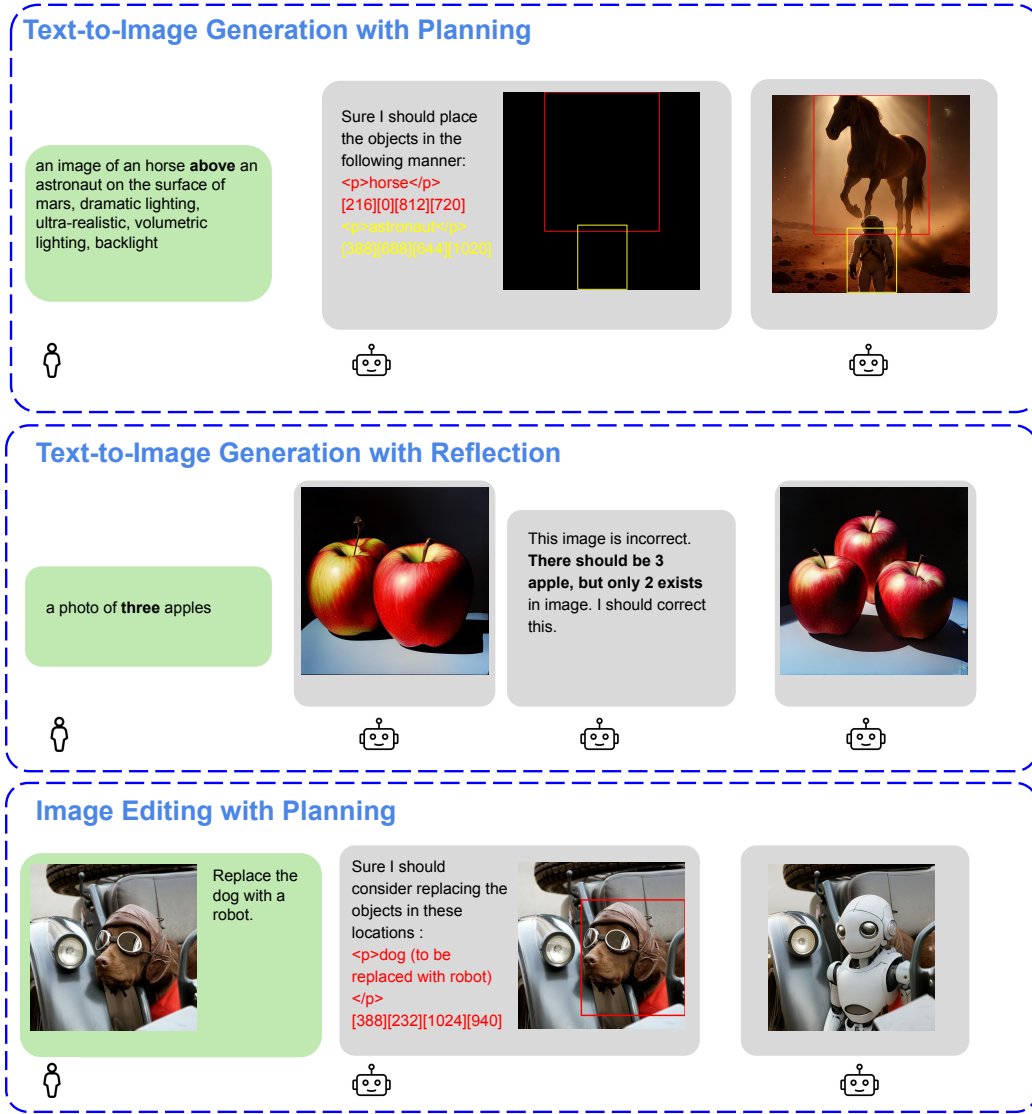 Text-to-Image Generation with Planning
an image of an horse above an
astronaut on the surface of
mars, dramatic lighting,
ultra-realistic, volumetric
lighting, backlight
Sure I should place
the objects in the
following manner:
<p>horse</p>
[216][0][812][720]
<p>astronaut</p>
[388][688][644][1020]
Text-to-Image Generation with Reflection
a photo of three apples
This image is incorrect.
There should be 3
apple, but only 2 exists
in image. I should correct
this.
Image Editing with Planning
Replace the
dog with a
robot.
Sure I should
consider replacing the
objects in these
locations :
<p>dog (to be
replaced with robot)
</p>
[388][232][1024][940]